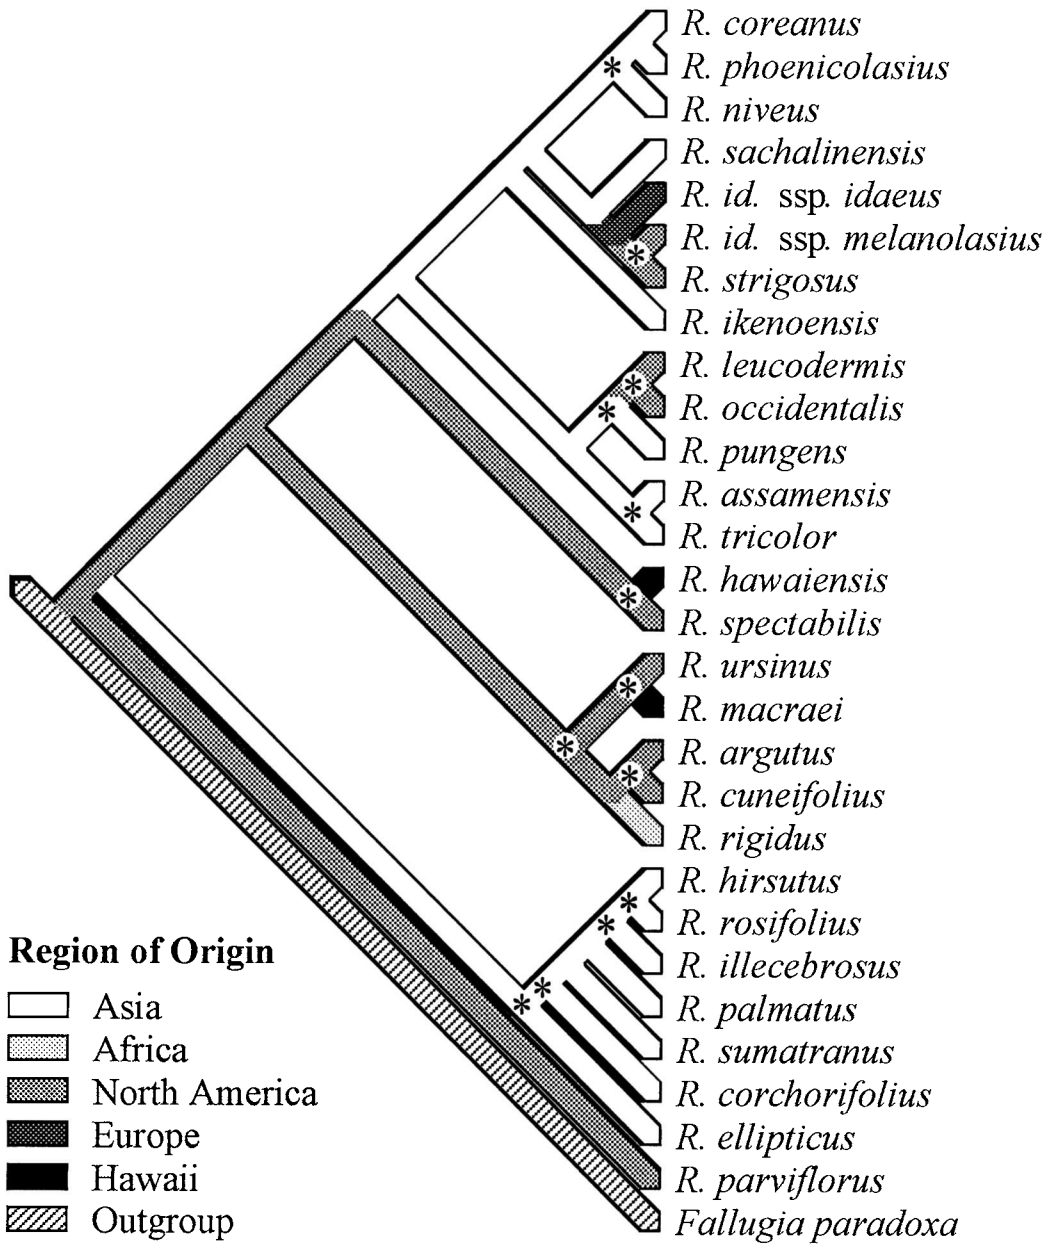 R. coreanus
R. phoenicolasius
R. niveus
R. sachalinensis
R. id. ssp. idaeus
R. id. ssp. melanolasius
R. strigosus
R. ikenoensis
R. leucodermis
R. occidentalis
R. pungens
R. assamensis
R. tricolor
R. hawaiensis
R. spectabilis
R. ursinus
R. macraei
R. argutus
R. cuneifolius
R. rigidus
R. hirsutus
R. rosifolius
R. illecebrosus
R. palmatus
R. sumatranus
R. corchorifolius
R. ellipticus
R. parviflorus
Fallugia paradoxa
Region of Origin
Asia
Africa
North America
Europe
Hawaii
Outgroup